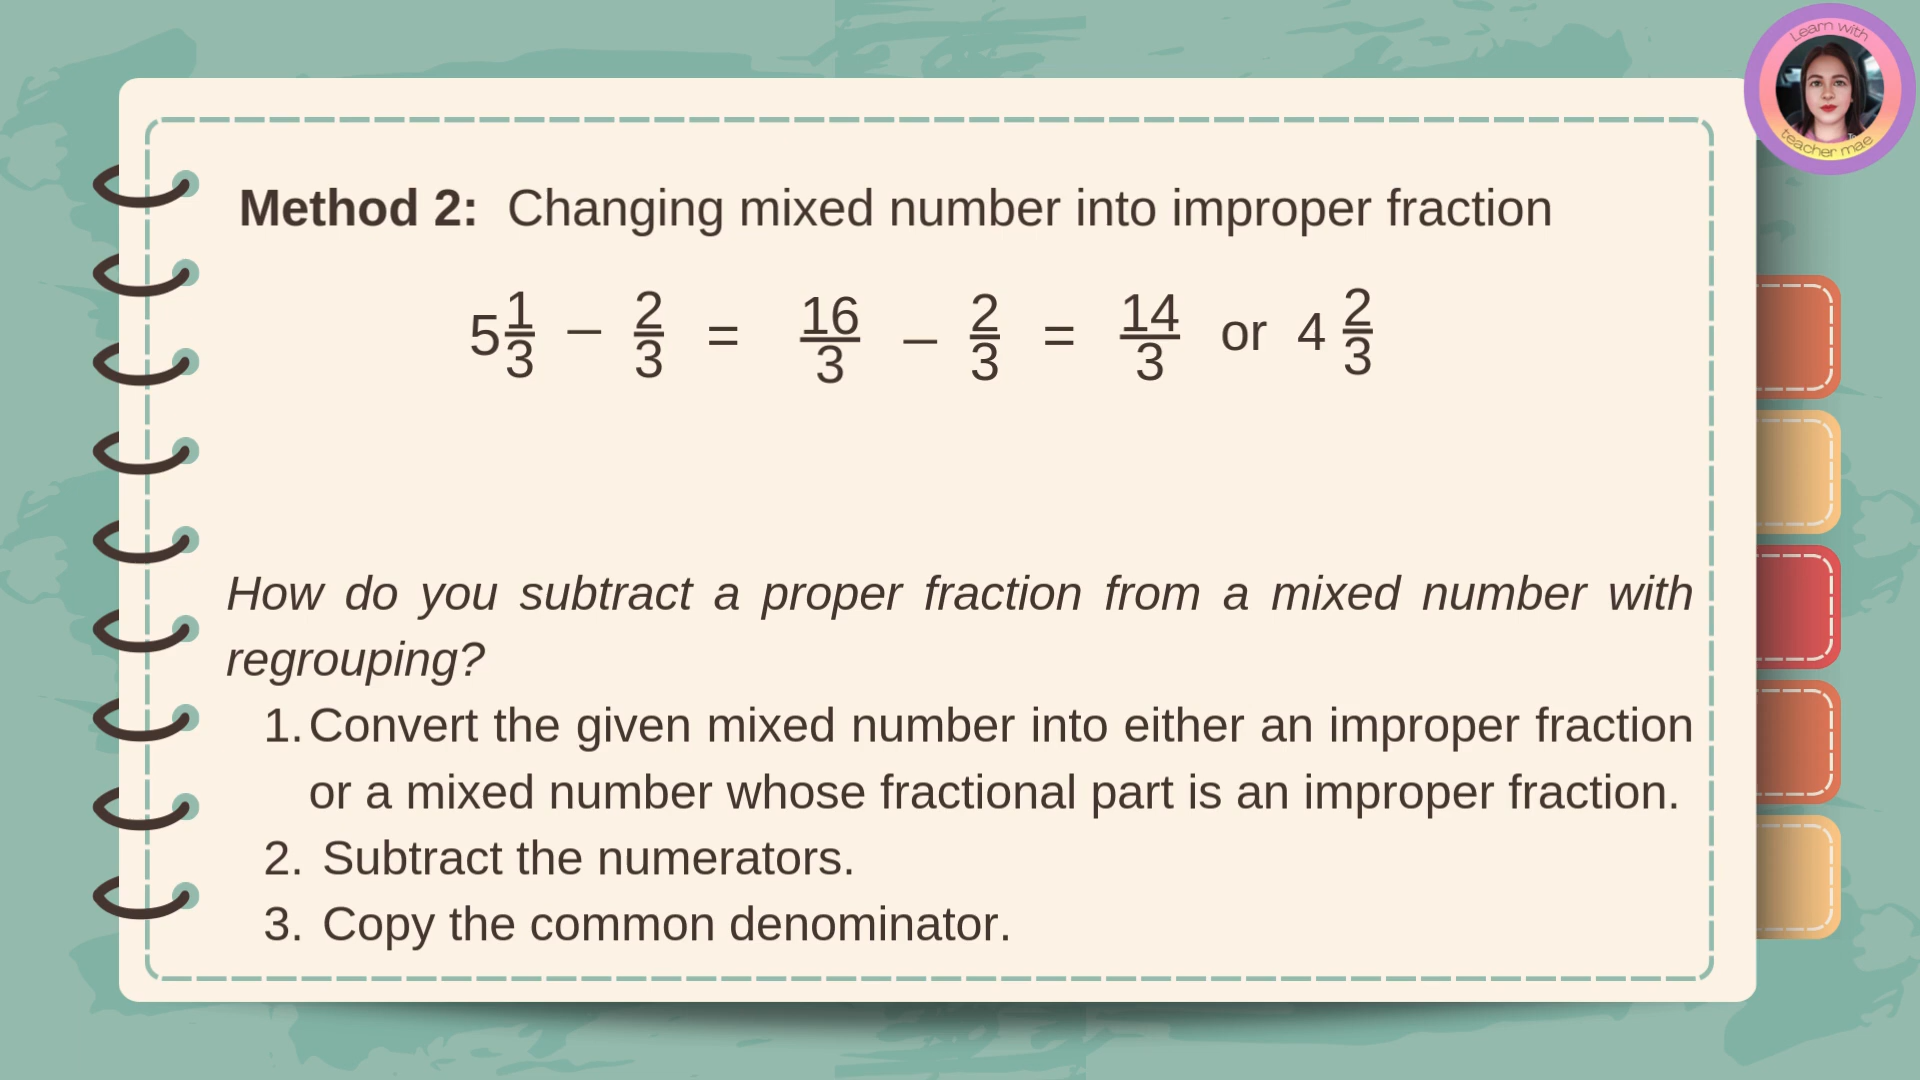 Learn with
teacher mae
Method 2: Changing mixed number into improper fraction
5 1/3 – 2/3 = 16/3 – 2/3 = 14/3 or 4 2/3
How do you subtract a proper fraction from a mixed number with
regrouping?
1. Convert the given mixed number into either an improper fraction
or a mixed number whose fractional part is an improper fraction.
2. Subtract the numerators.
3. Copy the common denominator.